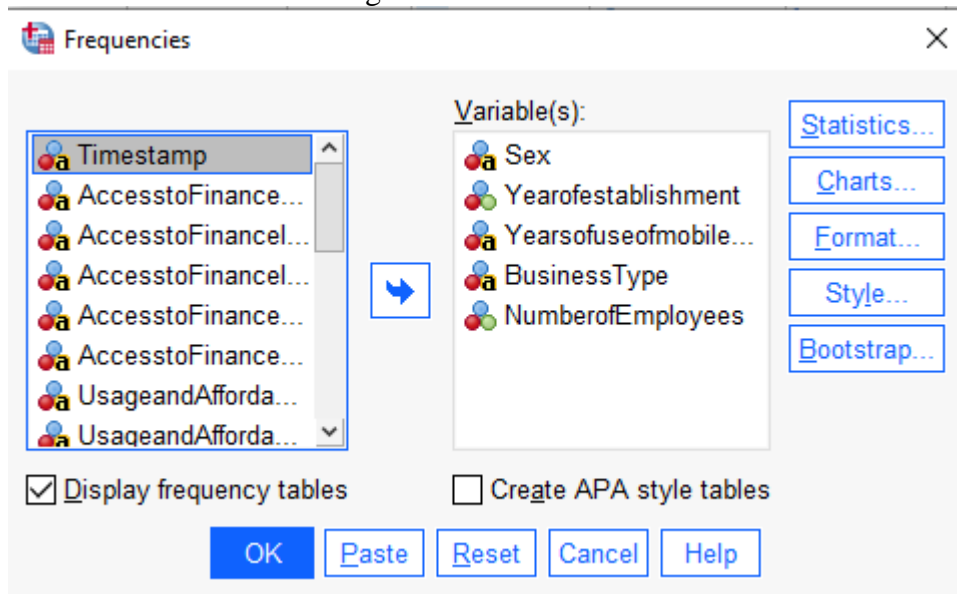 Frequencies
Variable(s):
Timestamp
AccesstoFinance...
AccesstoFinancel...
AccesstoFinancel...
AccesstoFinance...
AccesstoFinance...
UsageandAfforda...
UsageandAfforda...
Sex
Yearofestablishment
Yearsofuseofmobile...
BusinessType
NumberofEmployees
Statistics...
Charts...
Format...
Style...
Bootstrap...
Display frequency tables
Create APA style tables
OK Paste Reset Cancel Help